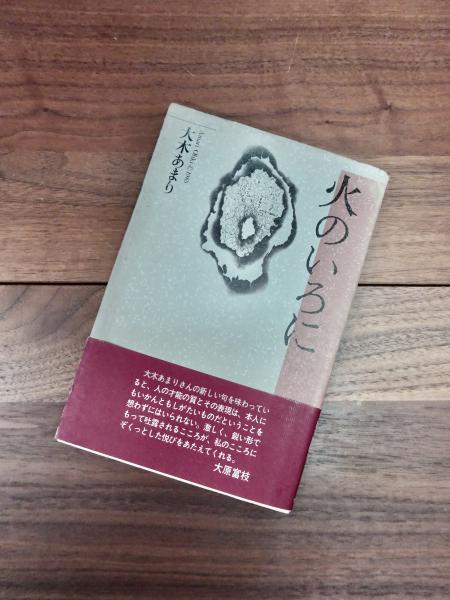 火のいろに
大木あまり
大木あまりさんの新しい句を味わってい
ると、人の才能の質とその表現は、本人に
もいかんともしがたいものだということを
想わずにはいられない。激しく、鋭い形で
もって吐露されるこころが、私のこころに
ぞくっとした悦びをあたえてくれる。
大原富枝